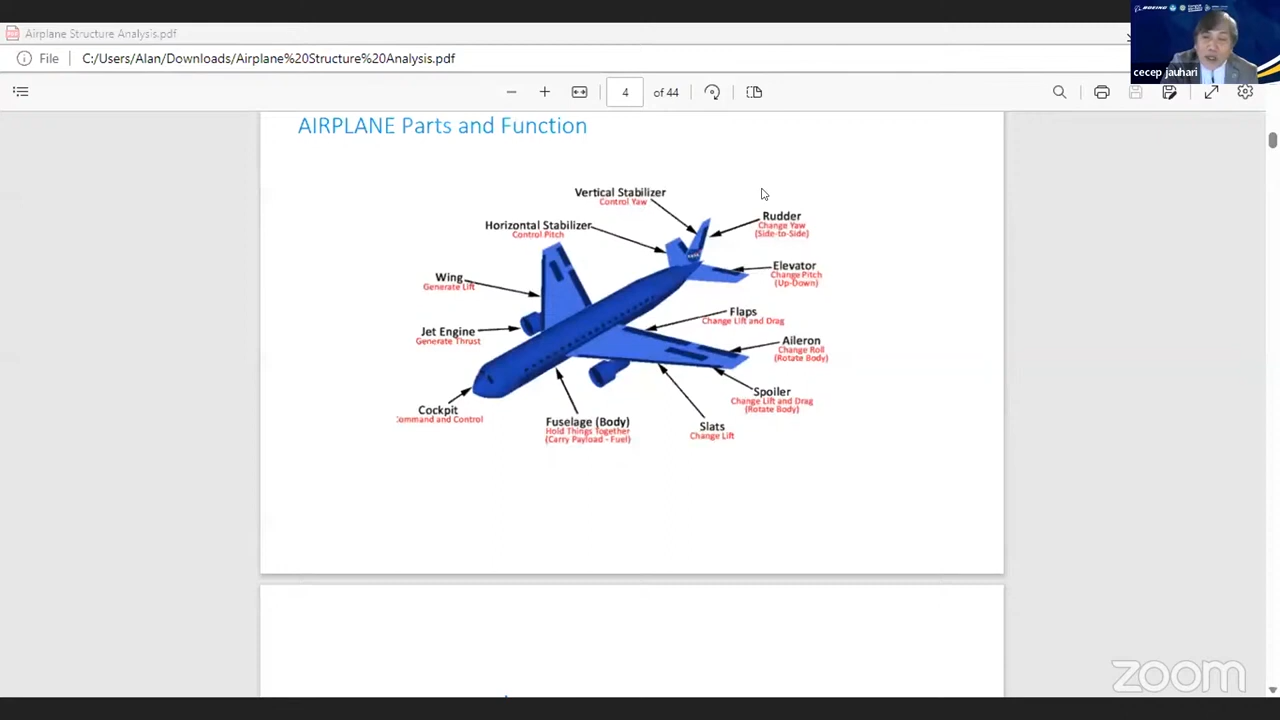 Airplane Structure Analysis.pdf
File
C:/Users/Alan/Downloads/Airplane%20Structure%20Analysis.pdf
4
of 44
BOEING
cecep jauhari
AIRPLANE Parts and Function
Vertical Stabilizer
Control Yaw
Horizontal Stabilizer
Control Pitch
Rudder
Change Yaw
(Side-to-Side)
Wing
Generate Lift
Elevator
Change Pitch
(Up-Down)
Flaps
Change Lift and Drag
Jet Engine
Generate Thrust
Aileron
Change Roll
(Rotate Body)
Spoiler
Change Lift and Drag
(Rotate Body)
Cockpit
ommand and Control
Fuselage (Body)
Hold Things Together
(Carry Payload - Fuel)
Slats
Change Lift
zoom